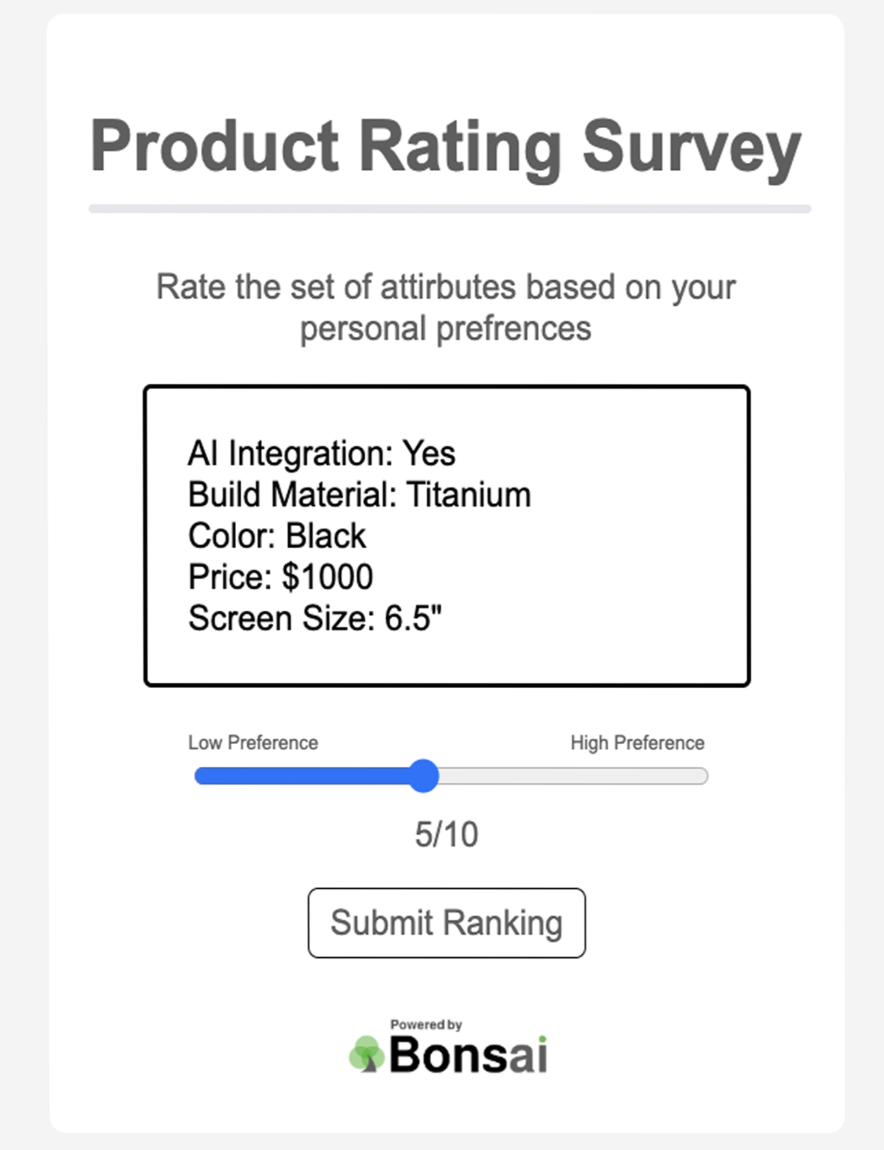 Product Rating Survey
Rate the set of attirbutes based on your
personal prefrences
AI Integration: Yes
Build Material: Titanium
Color: Black
Price: $1000
Screen Size: 6.5"
Low Preference High Preference
5/10
Submit Ranking
Powered by
Bonsai